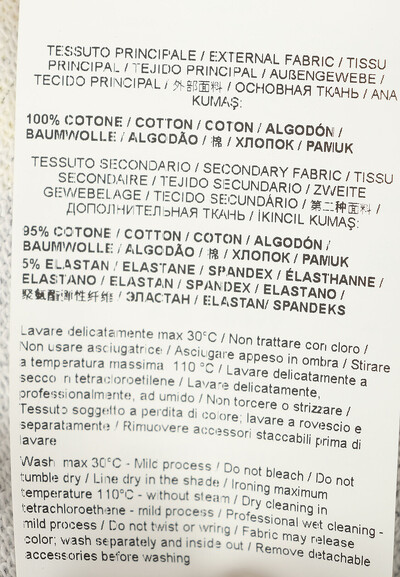 TESSUTO PRINCIPALE / EXTERNAL FABRIC / TISSU
PRINCIPAL / TEJIDO PRINCIPAL / AUßENGEWEBE /
TECIDO PRINCIPAL / 外部面料 / ОСНОВНАЯ ТКАНЬ / ANA
KUMAŞ:
100% COTONE / COTTON / COTON / ALGODÓN /
BAUMWOLLE / ALGODÃO / 棉 / ХЛОПОК / PAMUK
TESSUTO SECONDARIO / SECONDARY FABRIC / TISSU
SECONDAIRE / TEJIDO SECUNDARIO / ZWEITE
GEWEBELAGE / TECIDO SECUNDÁRIO / 第二种面料 /
ДОПОЛНИТЕЛЬНАЯ ТКАНЬ / İKINCIL KUMAŞ:
95% COTONE / COTTON / COTON / ALGODÓN /
BAUMWOLLE / ALGODÃO / 棉 / ХЛОПОК / PAMUK
5% ELASTAN / ELASTANE / SPANDEX / ÉLASTHANNE /
ELASTANO / ELASTAN / SPANDEX / ELASTANO /
聚氨酯弹性纤维 / ЭЛАСТАН / ELASTAN/ SPANDEKS
Lavare delicatamente max 30°C / Non trattare con cloro /
Non usare asciugatrice / Asciugare appeso in ombra / Stirare
a temperatura massima 110 °C / Lavare delicatamente a
secco in tetracloroetilene / Lavare delicatamente,
professionalmente, ad umido / Non torcere o strizzare /
Tessuto soggetto a perdita di colore; lavare a rovescio e
separatamente / Rimuovere accessori staccabili prima di
lavare
Wash max 30°C - Mild process / Do not bleach / Do not
tumble dry / Line dry in the shade / Ironing maximum
temperature 110°C - without steam / Dry cleaning in
tetrachloroethene - mild process / Professional wet cleaning -
mild process / Do not twist or wring / Fabric may release
color; wash separately and inside out / Remove detachable
accessories before washing